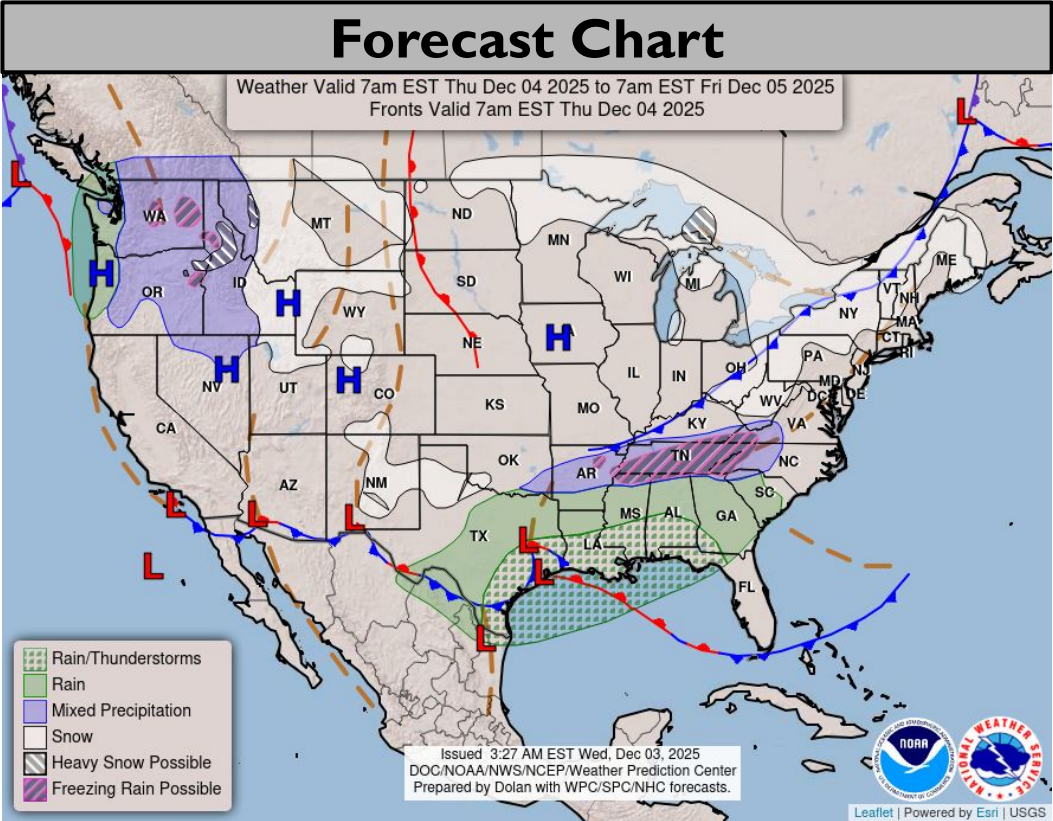 Forecast Chart
Weather Valid 7am EST Thu Dec 04 2025 to 7am EST Fri Dec 05 2025
Fronts Valid 7am EST Thu Dec 04 2025
L
L
WA
MT
ND
MN
ME
H
OR
ID
H
SD
WI
MI
VT
NH
NY
MA
WY
H
NE
CT
RI
NV
H
UT
H
CO
IL
IN
OH
PA
NJ
MD
DE
DC
WV
CA
KS
MO
KY
VA
AZ
NM
OK
AR
TN
NC
SC
L
L
L
TX
MS
AL
GA
L
LA
L
L
FL
L
Rain/Thunderstorms
Rain
Mixed Precipitation
Snow
Heavy Snow Possible
Freezing Rain Possible
Issued 3:27 AM EST Wed, Dec 03, 2025
DOC/NOAA/NWS/NCEP/Weather Prediction Center
Prepared by Dolan with WPC/SPC/NHC forecasts.
NOAA
NATIONAL WEATHER SERVICE
Leaflet | Powered by Esri | USGS